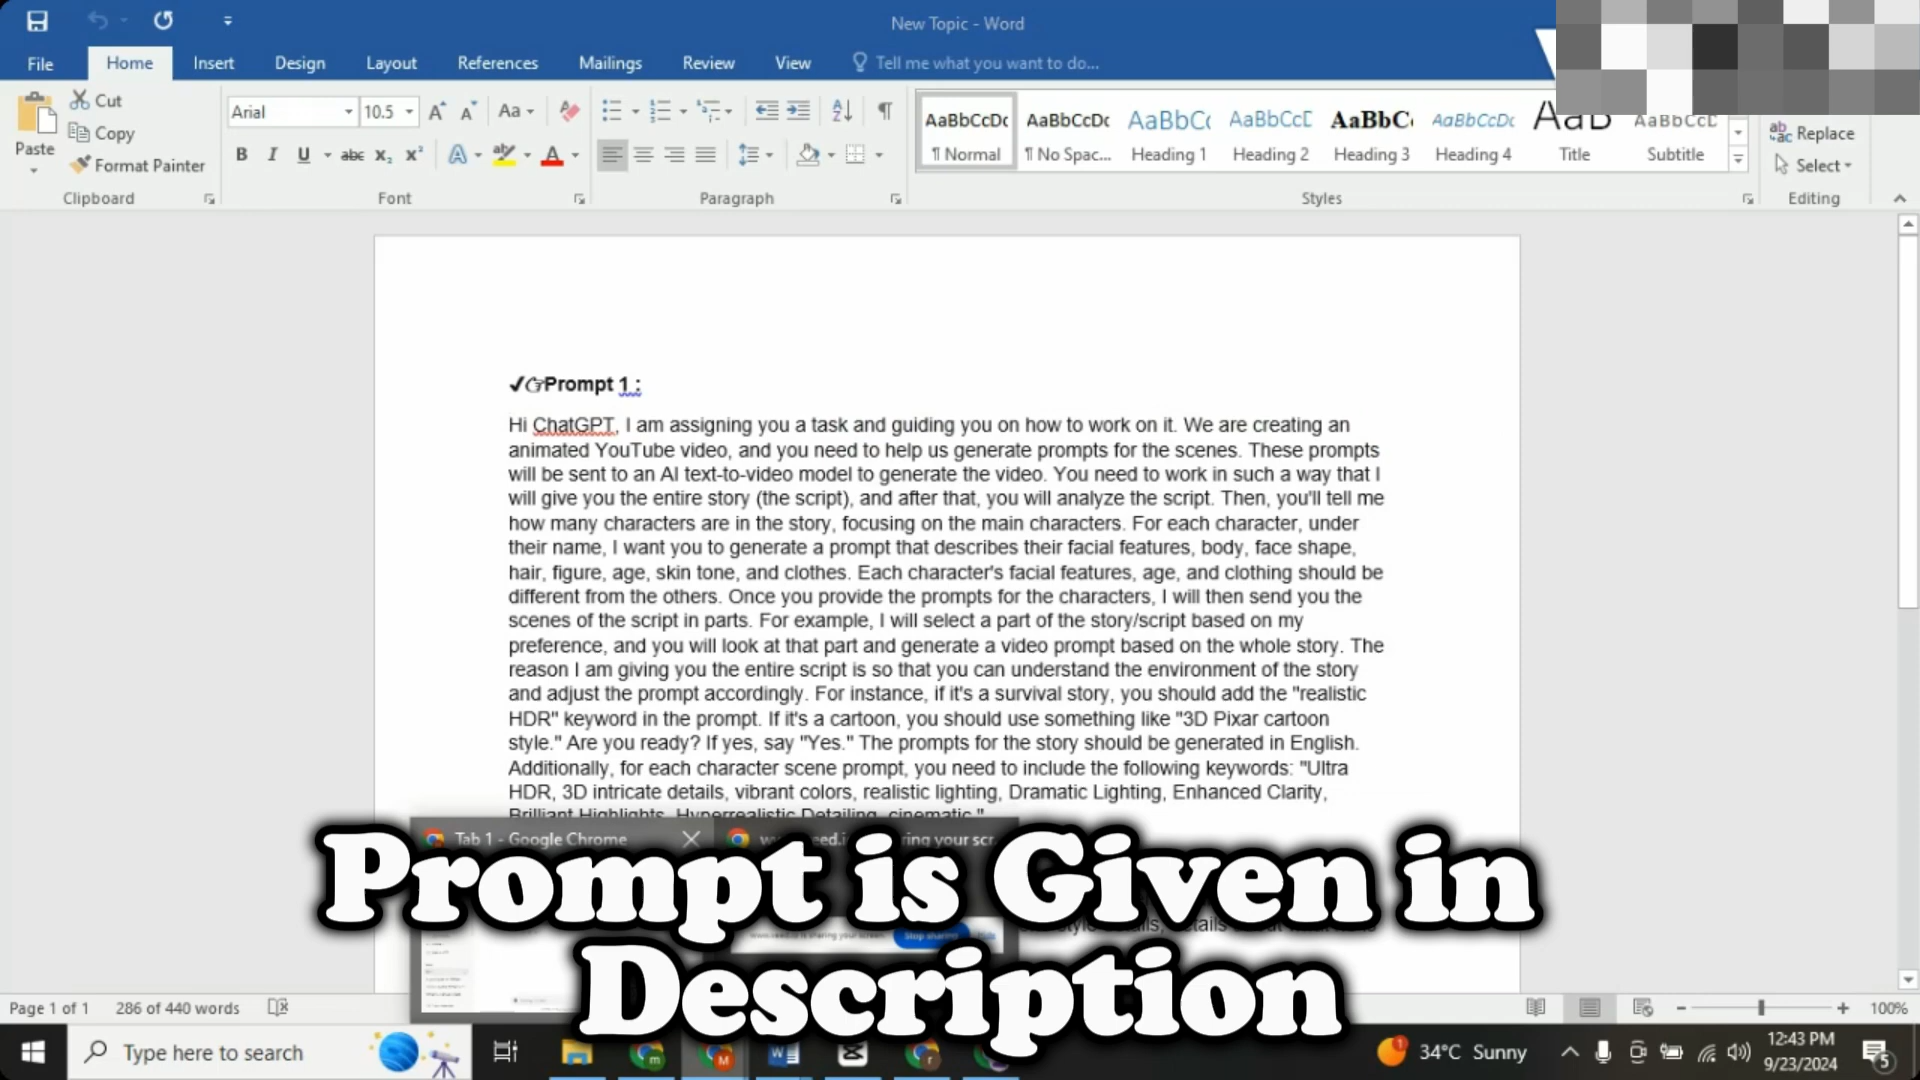 New Topic - Word
File Home Insert Design Layout References Mailings Review View Tell me what you want to do...
Paste
Cut
Copy
Format Painter
Clipboard
Arial 10.5
Font
Paragraph
AaBbCcDc AaBbCcDc AaBbC AaBbCcD AaBbC AaBbCcDc AaB AaBbCcD
¶ Normal ¶ No Spac... Heading 1 Heading 2 Heading 3 Heading 4 Title Subtitle
Styles
Replace
Select
Editing
✓☞Prompt 1 :
Hi ChatGPT, I am assigning you a task and guiding you on how to work on it. We are creating an
animated YouTube video, and you need to help us generate prompts for the scenes. These prompts
will be sent to an AI text-to-video model to generate the video. You need to work in such a way that I
will give you the entire story (the script), and after that, you will analyze the script. Then, you'll tell me
how many characters are in the story, focusing on the main characters. For each character, under
their name, I want you to generate a prompt that describes their facial features, body, face shape,
hair, figure, age, skin tone, and clothes. Each character's facial features, age, and clothing should be
different from the others. Once you provide the prompts for the characters, I will then send you the
scenes of the script in parts. For example, I will select a part of the story/script based on my
preference, and you will look at that part and generate a video prompt based on the whole story. The
reason I am giving you the entire script is so that you can understand the environment of the story
and adjust the prompt accordingly. For instance, if it's a survival story, you should add the "realistic
HDR" keyword in the prompt. If it's a cartoon, you should use something like "3D Pixar cartoon
style." Are you ready? If yes, say "Yes." The prompts for the story should be generated in English.
Additionally, for each character scene prompt, you need to include the following keywords: "Ultra
HDR, 3D intricate details, vibrant colors, realistic lighting, Dramatic Lighting, Enhanced Clarity,
Brilliant Highlights, Hyperrealistic Detailing, cinematic."
Tab 1 - Google Chrome
Prompt is Given in
Description
Stop sharing Hide
Page 1 of 1 286 of 440 words
100%
Type here to search
34°C Sunny
12:43 PM
9/23/2024
5